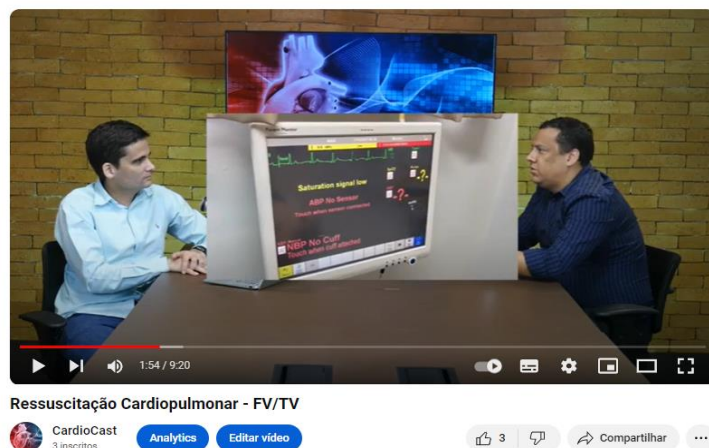 Saturation signal low
ABP No Sensor
Touch when sensor connected
-?-
-?-
NBP No Cuff
Touch when cuff attached
1:54 / 9:20
Ressuscitação Cardiopulmonar - FV/TV
CardioCast
3 inscritos
Analytics
Editar vídeo
3
Compartilhar